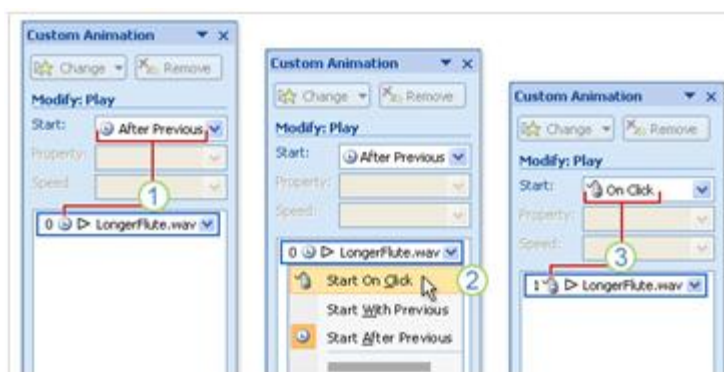 Custom Animation
Change
Remove
Modify: Play
Start:
After Previous
Property:
Speed:
1
0 LongerFlute.wav
Custom Animation
Change
Remove
Modify: Play
Start:
After Previous
Property:
Speed:
0 LongerFlute.wav
Start On Click
2
Start With Previous
Start After Previous
Custom Animation
Change
Remove
Modify: Play
Start:
On Click
Property:
Speed:
3
1 LongerFlute.wav